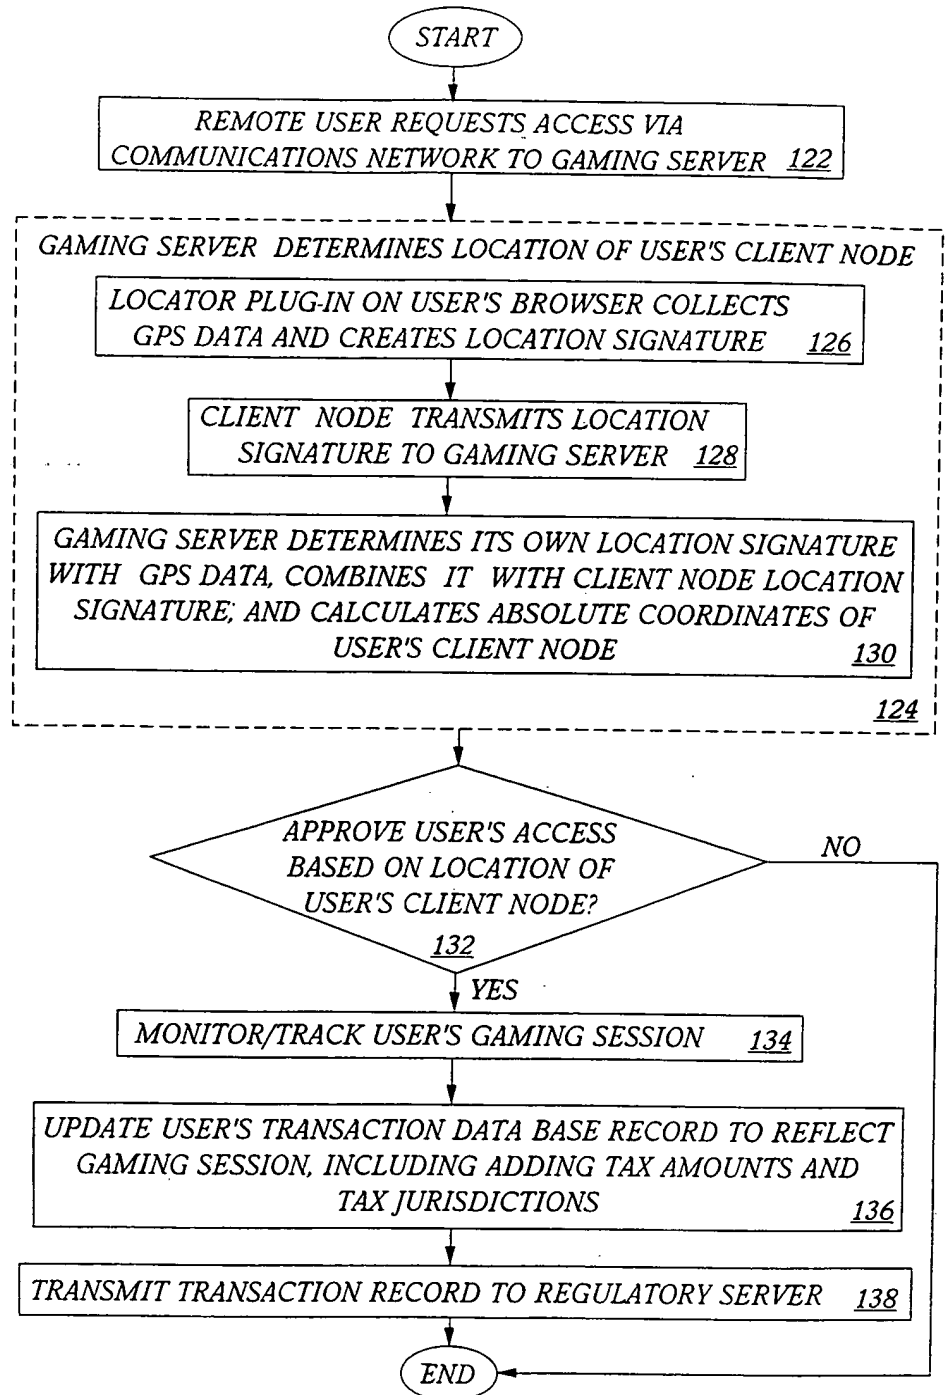 START
REMOTE USER REQUESTS ACCESS VIA
COMMUNICATIONS NETWORK TO GAMING SERVER 122
GAMING SERVER DETERMINES LOCATION OF USER'S CLIENT NODE
LOCATOR PLUG-IN ON USER'S BROWSER COLLECTS
GPS DATA AND CREATES LOCATION SIGNATURE 126
CLIENT NODE TRANSMITS LOCATION
SIGNATURE TO GAMING SERVER 128
GAMING SERVER DETERMINES ITS OWN LOCATION SIGNATURE
WITH GPS DATA, COMBINES IT WITH CLIENT NODE LOCATION
SIGNATURE; AND CALCULATES ABSOLUTE COORDINATES OF
USER'S CLIENT NODE 130
124
APPROVE USER'S ACCESS
BASED ON LOCATION OF
USER'S CLIENT NODE?
132
NO
YES
MONITOR/TRACK USER'S GAMING SESSION 134
UPDATE USER'S TRANSACTION DATA BASE RECORD TO REFLECT
GAMING SESSION, INCLUDING ADDING TAX AMOUNTS AND
TAX JURISDICTIONS 136
TRANSMIT TRANSACTION RECORD TO REGULATORY SERVER 138
END